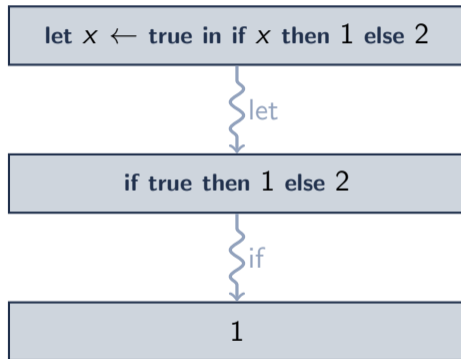 let x ← true in if x then 1 else 2
let
if true then 1 else 2
if
1